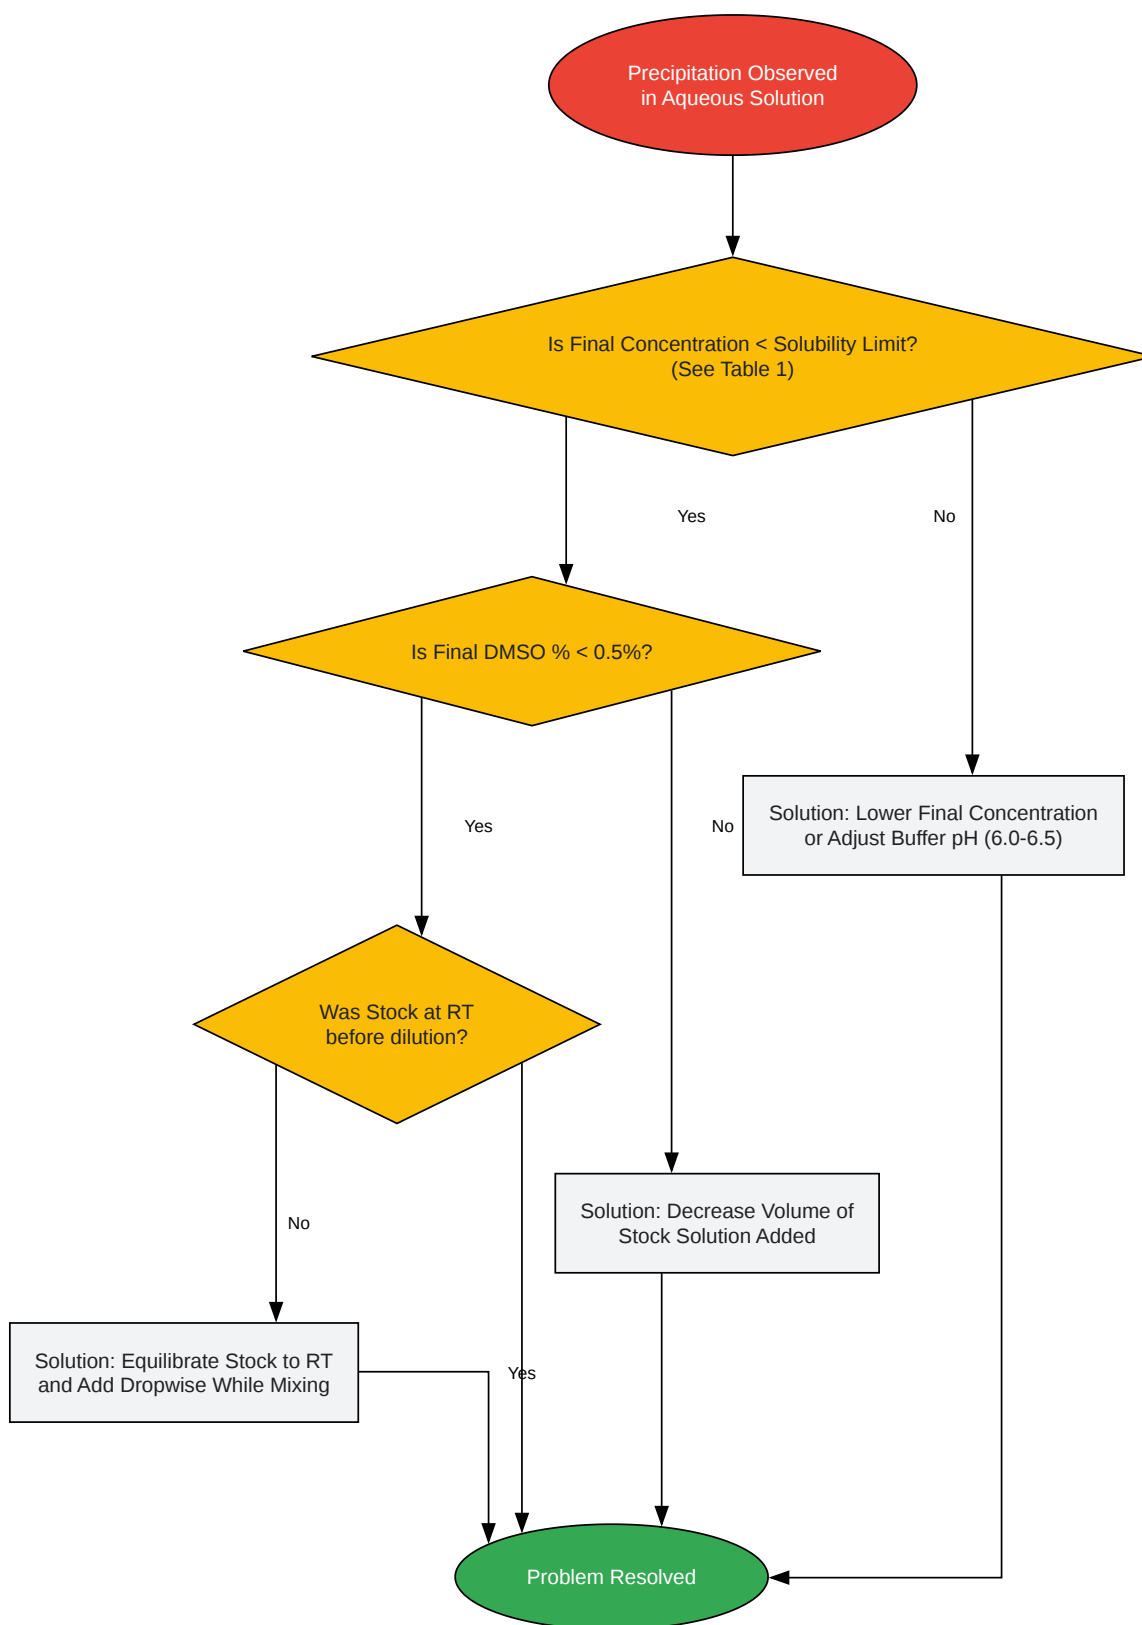 Precipitation Observed
in Aqueous Solution
Is Final Concentration < Solubility Limit?
(See Table 1)
Yes
No
Is Final DMSO % < 0.5%?
Yes
No
Solution: Lower Final Concentration
or Adjust Buffer pH (6.0-6.5)
Was Stock at RT
before dilution?
No
Solution: Decrease Volume of
Stock Solution Added
Solution: Equilibrate Stock to RT
and Add Dropwise While Mixing
Yes
Problem Resolved